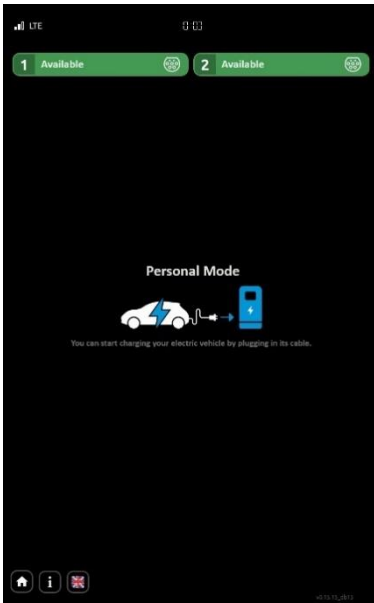 LTE
1 Available
2 Available
Personal Mode
You can start charging your electric vehicle by plugging in its cable.
i